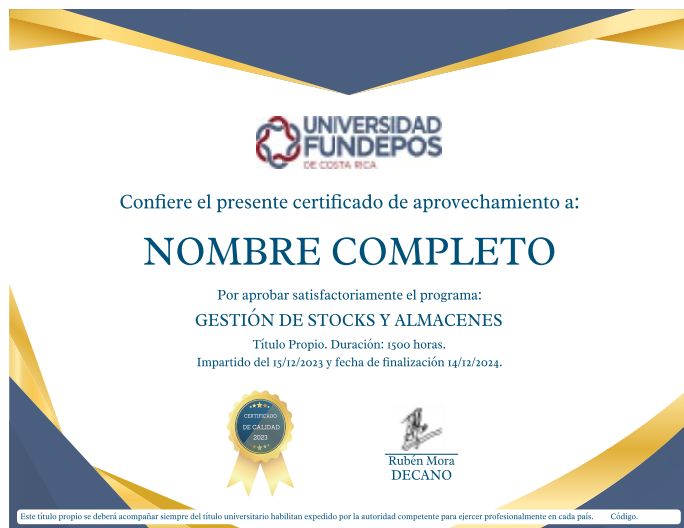 UNIVERSIDAD
FUNDEPOS
DE COSTA RICA
Confiere el presente certificado de aprovechamiento a:
NOMBRE COMPLETO
Por aprobar satisfactoriamente el programa:
GESTIÓN DE STOCKS Y ALMACENES
Título Propio. Duración: 1500 horas.
Impartido del 15/12/2023 y fecha de finalización 14/12/2024.
CERTIFICADO
DE CALIDAD
2023
Rubén Mora
DECANO
Este título propio se deberá acompañar siempre del título universitario habilitan expedido por la autoridad competente para ejercer profesionalmente en cada país. Código.